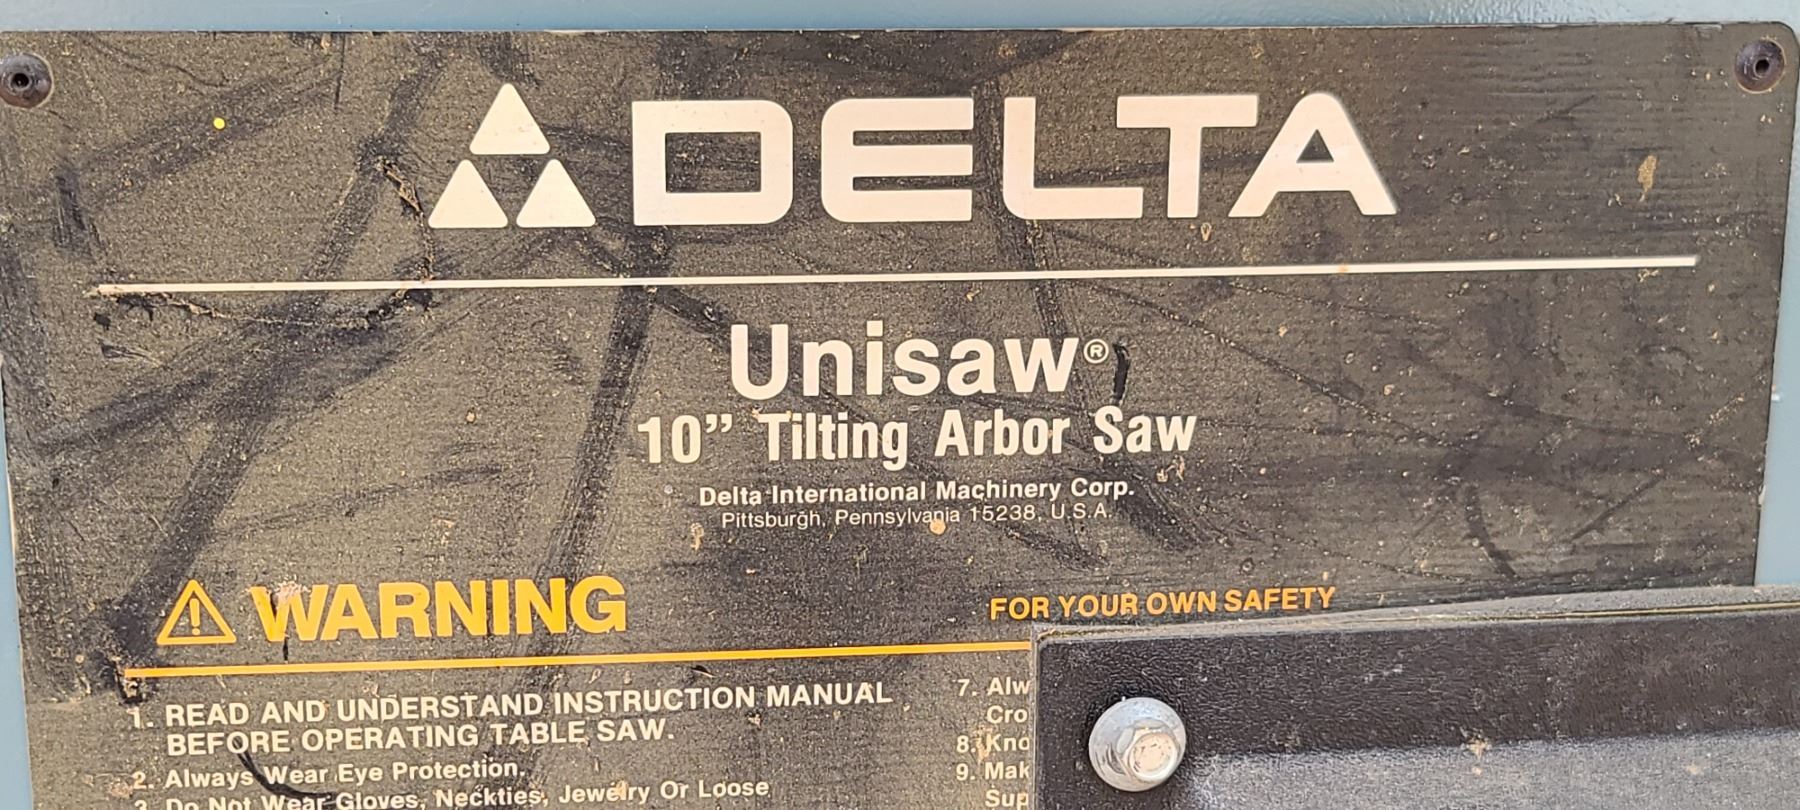 DELTA
Unisaw®
10” Tilting Arbor Saw
Delta International Machinery Corp.
Pittsburgh, Pennsylvania 15238, U.S.A.
WARNING
FOR YOUR OWN SAFETY
1. READ AND UNDERSTAND INSTRUCTION MANUAL
BEFORE OPERATING TABLE SAW.
2. Always Wear Eye Protection.
3. Do Not Wear Gloves, Neckties, Jewelry Or Loose
7. Alw
Cro
8. Kno
9. Mak
Sup